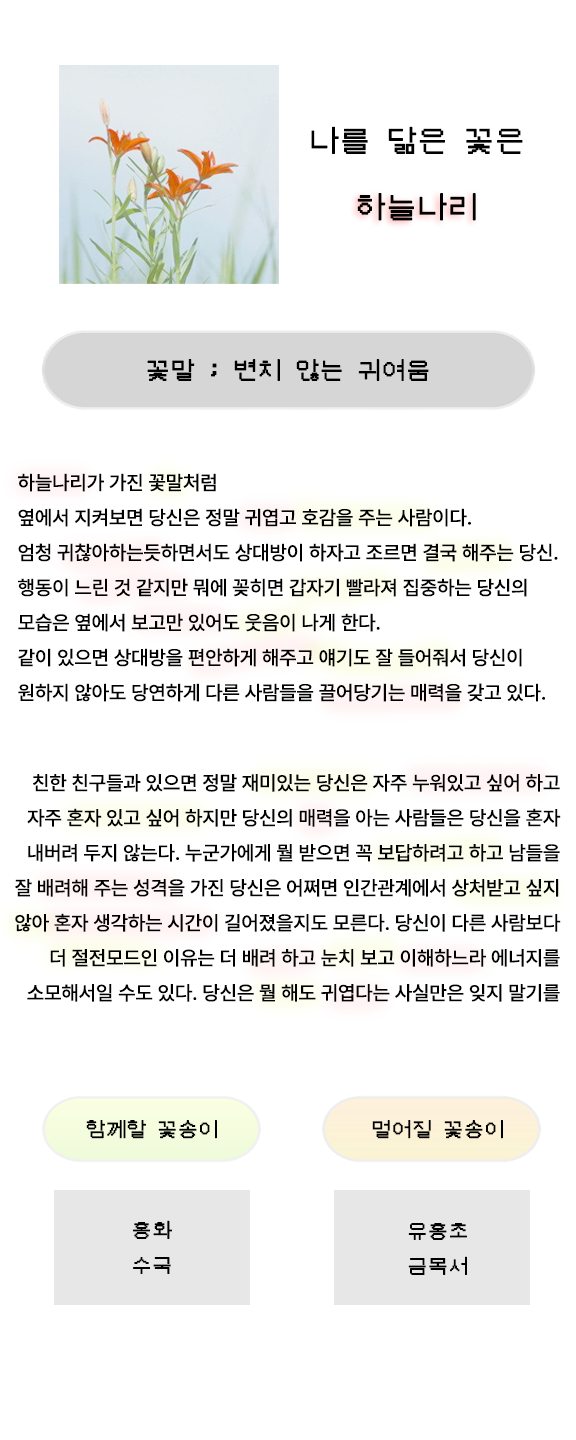 나를 닮은 꽃은
하늘나리
꽃말 ; 변치 않는 귀여움
하늘나리가 가진 꽃말처럼
옆에서 지켜보면 당신은 정말 귀엽고 호감을 주는 사람이다.
엄청 귀찮아하는듯하면서도 상대방이 하자고 조르면 결국 해주는 당신.
행동이 느린 것 같지만 뭐에 꽂히면 갑자기 빨라져 집중하는 당신의
모습은 옆에서 보고만 있어도 웃음이 나게 한다.
같이 있으면 상대방을 편안하게 해주고 얘기도 잘 들어줘서 당신이
원하지 않아도 당연하게 다른 사람들을 끌어당기는 매력을 갖고 있다.
친한 친구들과 있으면 정말 재미있는 당신은 자주 누워있고 싶어 하고
자주 혼자 있고 싶어 하지만 당신의 매력을 아는 사람들은 당신을 혼자
내버려 두지 않는다. 누군가에게 뭘 받으면 꼭 보답하려고 하고 남들을
잘 배려해 주는 성격을 가진 당신은 어쩌면 인간관계에서 상처받고 싶지
않아 혼자 생각하는 시간이 길어졌을지도 모른다. 당신이 다른 사람보다
더 절전모드인 이유는 더 배려 하고 눈치 보고 이해하느라 에너지를
소모해서일 수도 있다. 당신은 뭘 해도 귀엽다는 사실만은 잊지 말기를
함께할 꽃송이
멀어질 꽃송이
홍화
수국
유홍초
금목서